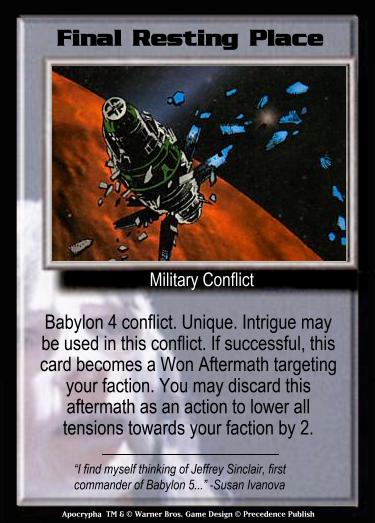 Final Resting Place
Military Conflict
Babylon 4 conflict. Unique. Intrigue may
be used in this conflict. If successful, this
card becomes a Won Aftermath targeting
your faction. You may discard this
aftermath as an action to lower all
tensions towards your faction by 2.
“I find myself thinking of Jeffrey Sinclair, first
commander of Babylon 5...” -Susan Ivanova
Apocrypha TM & © Warner Bros. Game Design © Precedence Publish